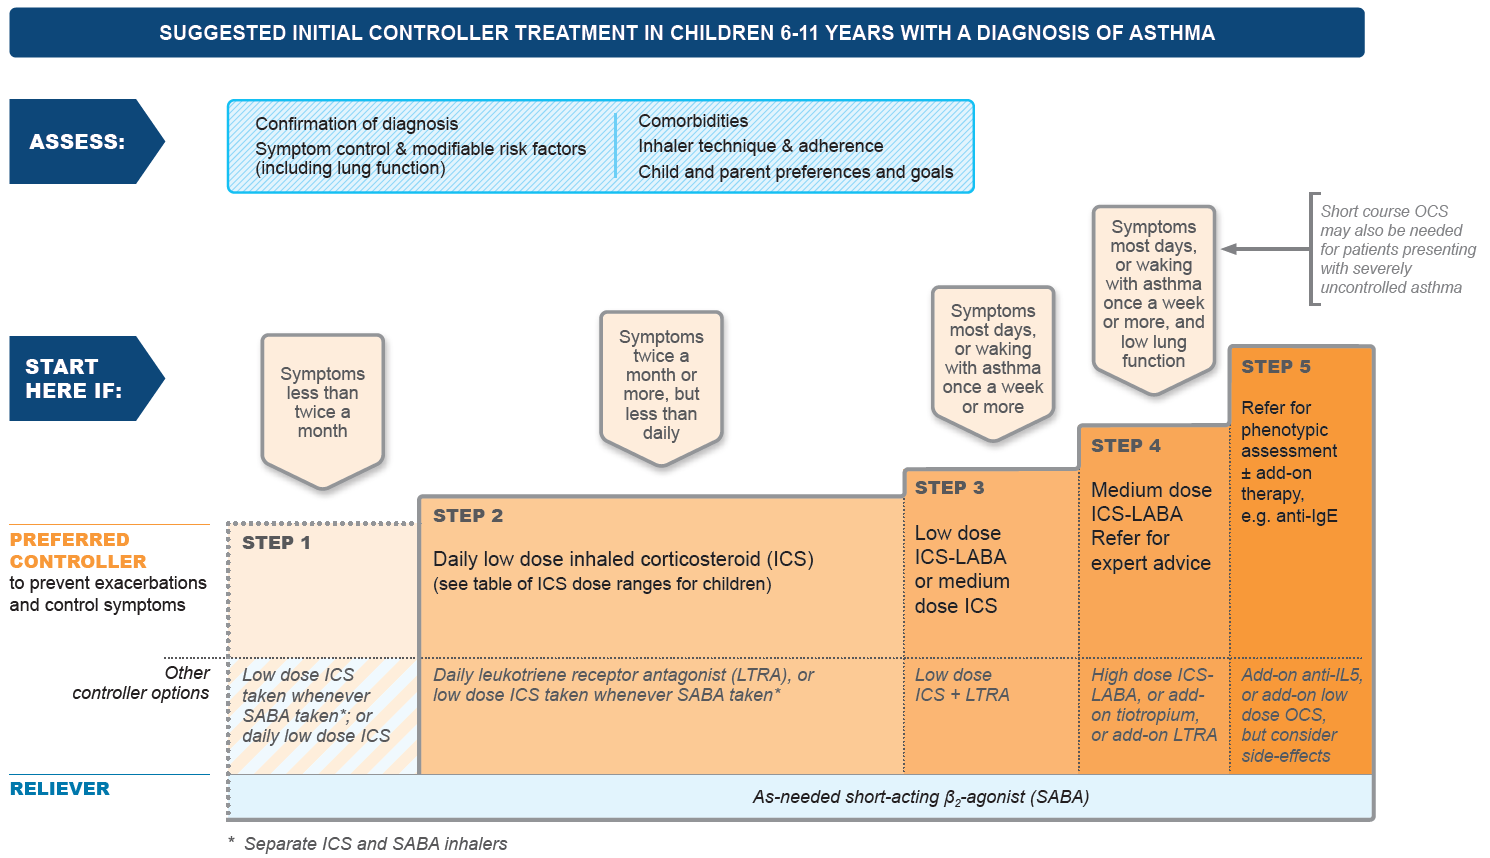 SUGGESTED INITIAL CONTROLLER TREATMENT IN CHILDREN 6-11 YEARS WITH A DIAGNOSIS OF ASTHMA
ASSESS:
Confirmation of diagnosis
Symptom control & modifiable risk factors
(including lung function)
Comorbidities
Inhaler technique & adherence
Child and parent preferences and goals
Short course OCS
may also be needed
for patients presenting
with severely
uncontrolled asthma
START
HERE IF:
Symptoms
less than
twice a
month
Symptoms
twice a
month or
more, but
less than
daily
Symptoms
most days,
or waking
with asthma
once a week
or more
Symptoms
most days,
or waking
with asthma
once a week
or more, and
low lung
function
PREFERRED
CONTROLLER
to prevent exacerbations
and control symptoms
STEP 1
STEP 2
Daily low dose inhaled corticosteroid (ICS)
(see table of ICS dose ranges for children)
STEP 3
Low dose
ICS-LABA
or medium
dose ICS
STEP 4
Medium dose
ICS-LABA
Refer for
expert advice
STEP 5
Refer for
phenotypic
assessment
± add-on
therapy,
e.g. anti-IgE
Other
controller options
Low dose ICS
taken whenever
SABA taken*; or
daily low dose ICS
Daily leukotriene receptor antagonist (LTRA), or
low dose ICS taken whenever SABA taken*
Low dose
ICS + LTRA
High dose ICS-
LABA, or add-
on tiotropium,
or add-on LTRA
Add-on anti-IL5,
or add-on low
dose OCS,
but consider
side-effects
RELIEVER
As-needed short-acting β2-agonist (SABA)
* Separate ICS and SABA inhalers